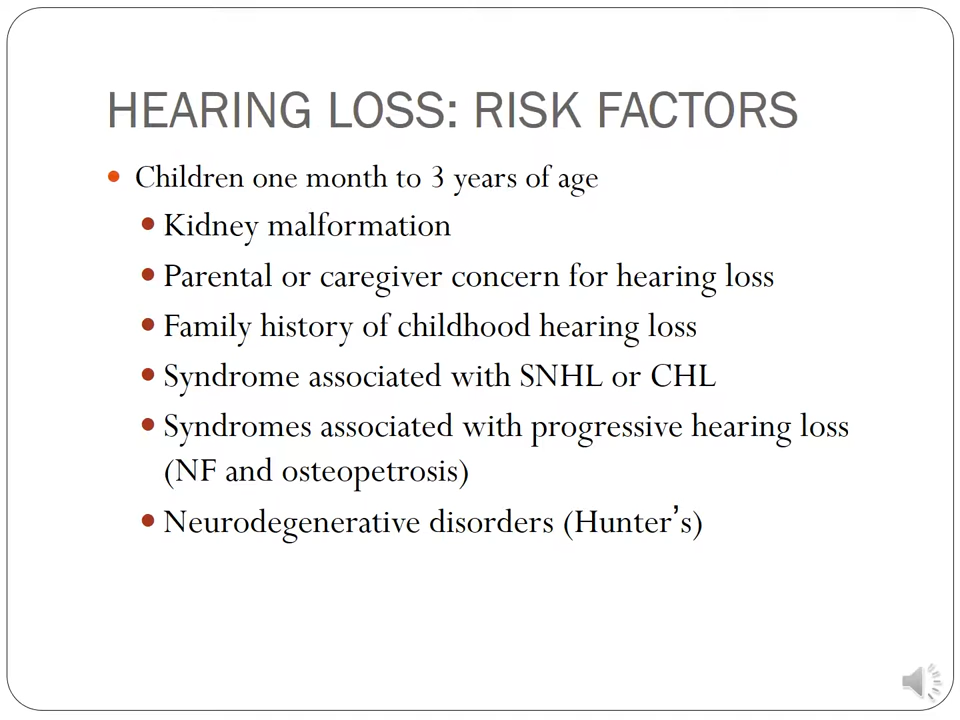 HEARING LOSS: RISK FACTORS
• Children one month to 3 years of age
• Kidney malformation
• Parental or caregiver concern for hearing loss
• Family history of childhood hearing loss
• Syndrome associated with SNHL or CHL
• Syndromes associated with progressive hearing loss
(NF and osteopetrosis)
• Neurodegenerative disorders (Hunter’s)